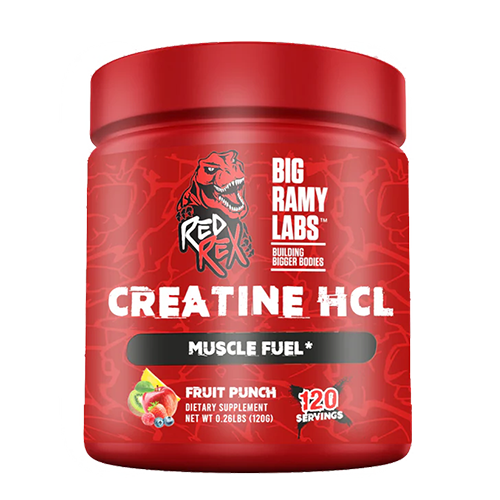 RED
REX
BIG
RAMY
LABS™
BUILDING
BIGGER BODIES
CREATINE HCL
MUSCLE FUEL*
FRUIT PUNCH
DIETARY SUPPLEMENT
NET WT 0.26LBS (120G)
120
SERVINGS